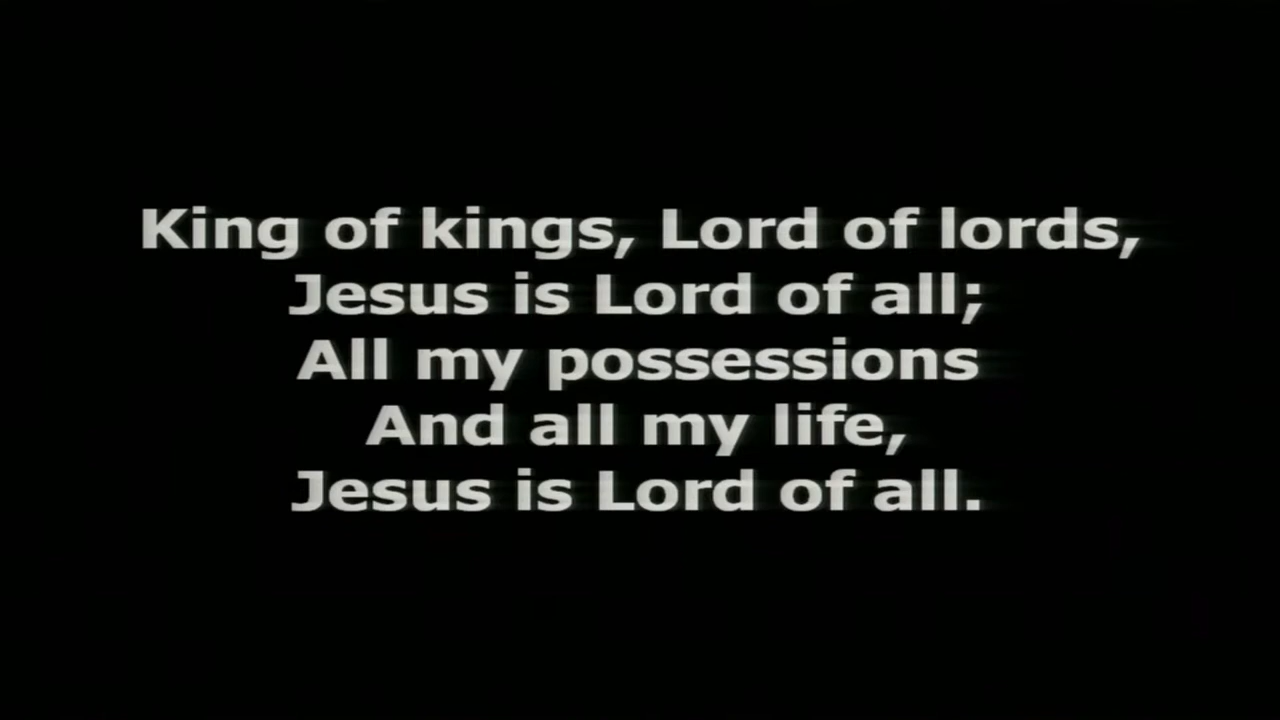 King of kings, Lord of lords,
Jesus is Lord of all;
All my possessions
And all my life,
Jesus is Lord of all.